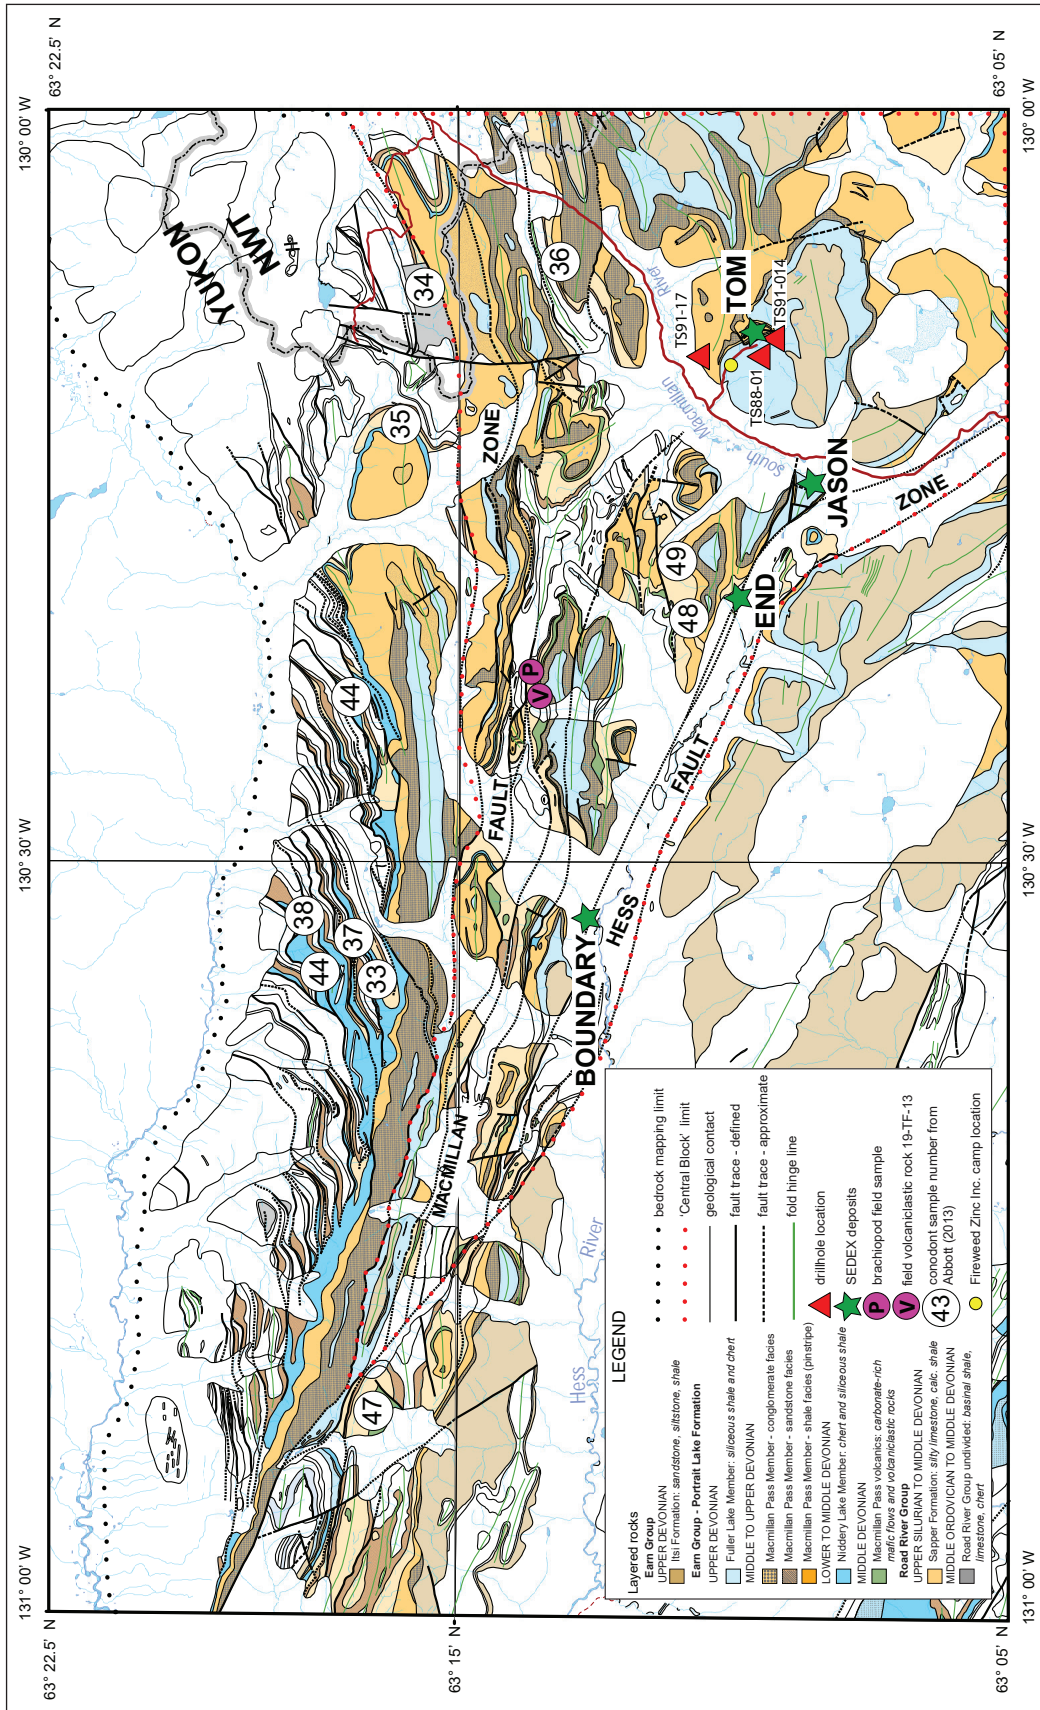 131° 00' W
130° 30' W
130° 00' W
63° 22.5' N
63° 22.5' N
YUKON
NWT
38
44
37
33
44
35
34
47
63° 15' N
MACMILLAN
FAULT
ZONE
36
V
P
Hess
River
BOUNDARY
HESS
FAULT
48
49
END
South
Macmillan
River
TS91-17
TOM
TS88-01
TS91-014
JASON
ZONE
LEGEND
Layered rocks
Earn Group
UPPER DEVONIAN
Itsi Formation: sandstone, siltstone, shale
Earn Group - Portrait Lake Formation
UPPER DEVONIAN
Fuller Lake Member: siliceous shale and chert
MIDDLE TO UPPER DEVONIAN
Macmillan Pass Member - conglomerate facies
Macmillan Pass Member - sandstone facies
Macmillan Pass Member - shale facies (pinstripe)
LOWER TO MIDDLE DEVONIAN
Niddery Lake Member: chert and siliceous shale
MIDDLE DEVONIAN
Macmillan Pass volcanics: carbonate-rich
mafic flows and volcaniclastic rocks
Road River Group
UPPER SILURIAN TO MIDDLE DEVONIAN
Sapper Formation: silty limestone, calc. shale
MIDDLE ORDOVICIAN TO MIDDLE DEVONIAN
Road River Group undivided: basinal shale,
limestone, chert
bedrock mapping limit
'Central Block' limit
geological contact
fault trace - defined
fault trace - approximate
fold hinge line
drillhole location
SEDEX deposits
P brachiopod field sample
V field volcaniclastic rock 19-TF-13
43 conodont sample number from
Abbott (2013)
Fireweed Zinc Inc. camp location
63° 05' N
63° 05' N
131° 00' W
130° 30' W
130° 00' W